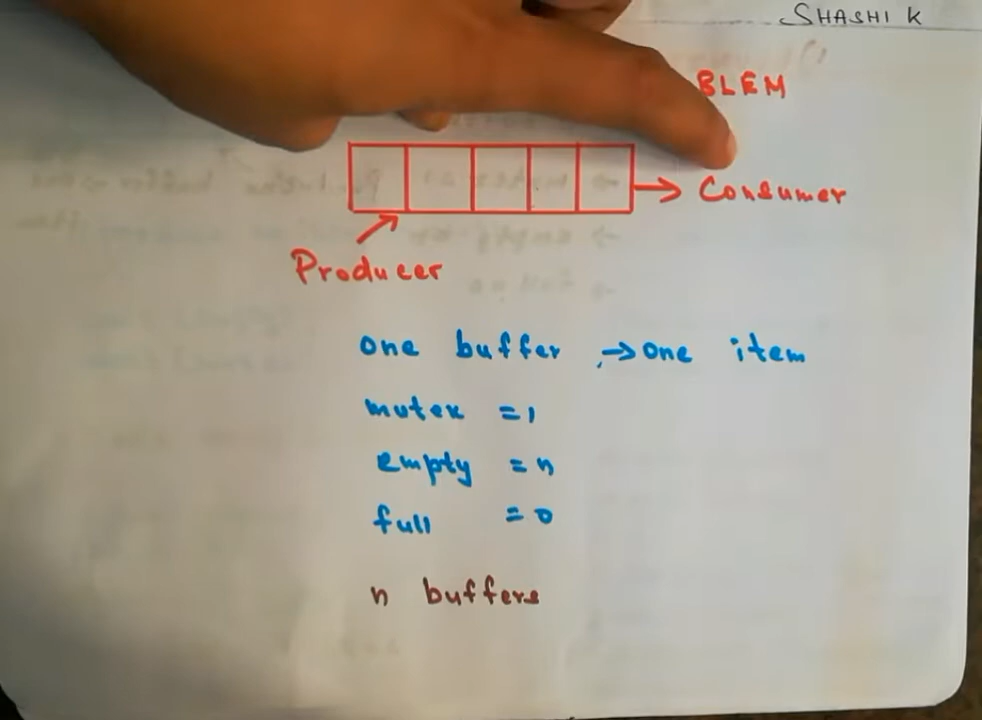 SHASHI K
BLEM
Consumer
Producer
one buffer → one item
mutex = 1
empty = n
full = 0
n buffers